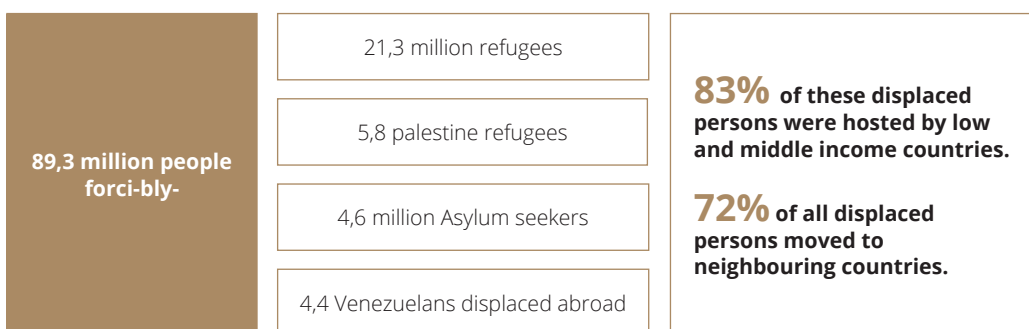 89,3 million people
forci-bly-
21,3 million refugees
5,8 palestine refugees
4,6 million Asylum seekers
4,4 Venezuelans displaced abroad
83% of these displaced
persons were hosted by low
and middle income countries.
72% of all displaced
persons moved to
neighbouring countries.